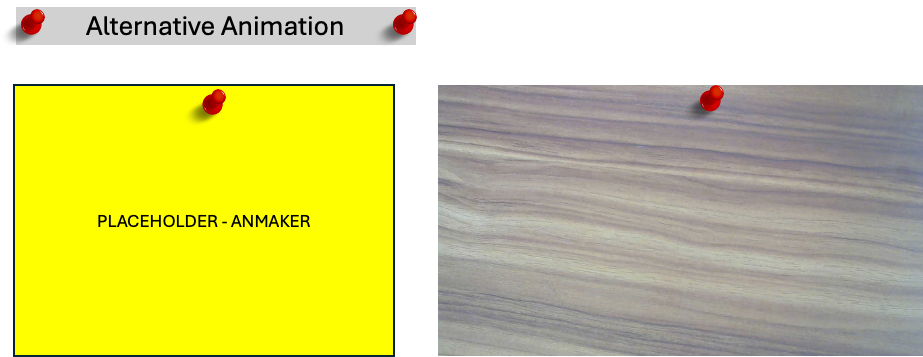 Alternative Animation
PLACEHOLDER - ANMAKER